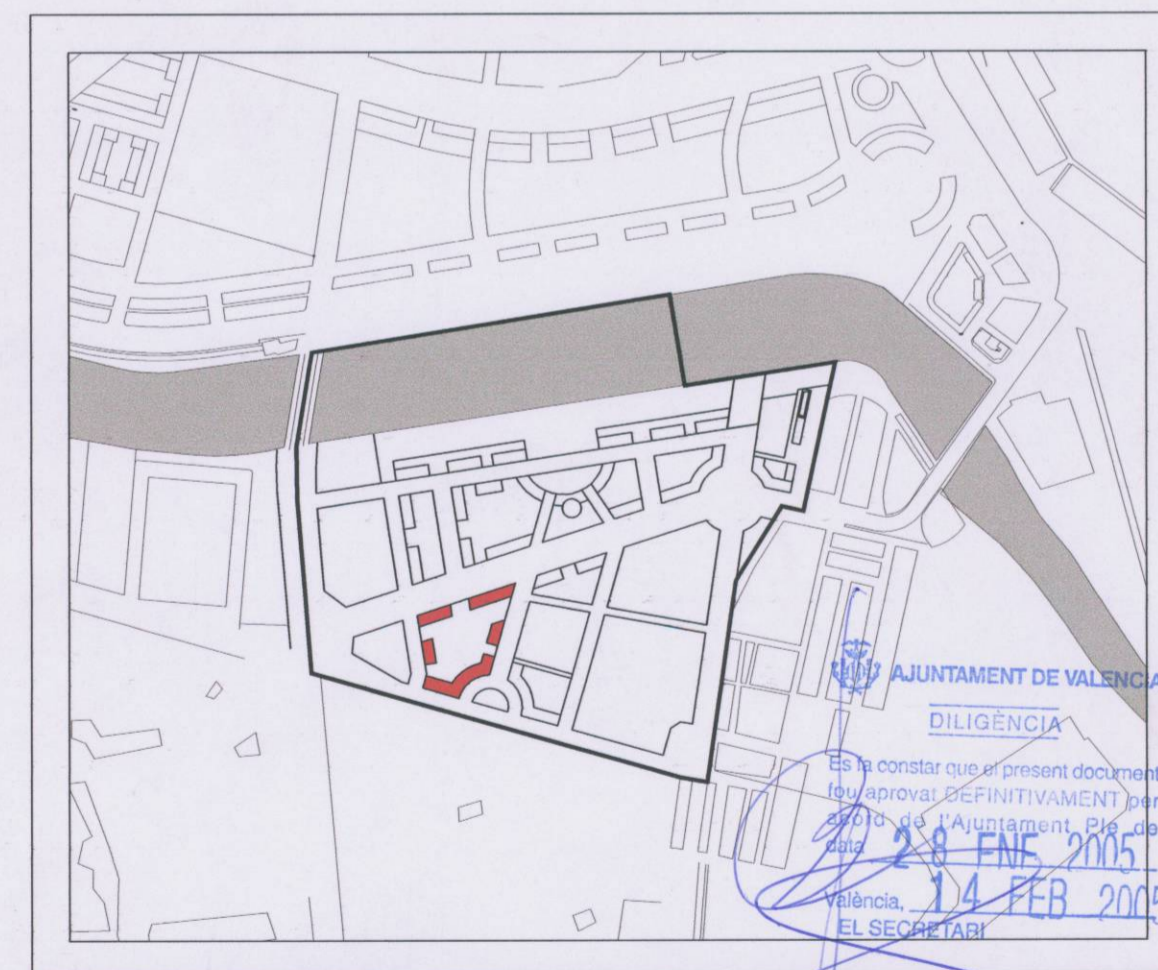 AJUNTAMENT DE VALENCIA
DILIGÈNCIA
Es fa constar que el present document
fou aprovat DEFINITIVAMENT per
acord de l'Ajuntament Ple de
data 28 ENE 2005
València, 14 FEB 2005
EL SECRETARI